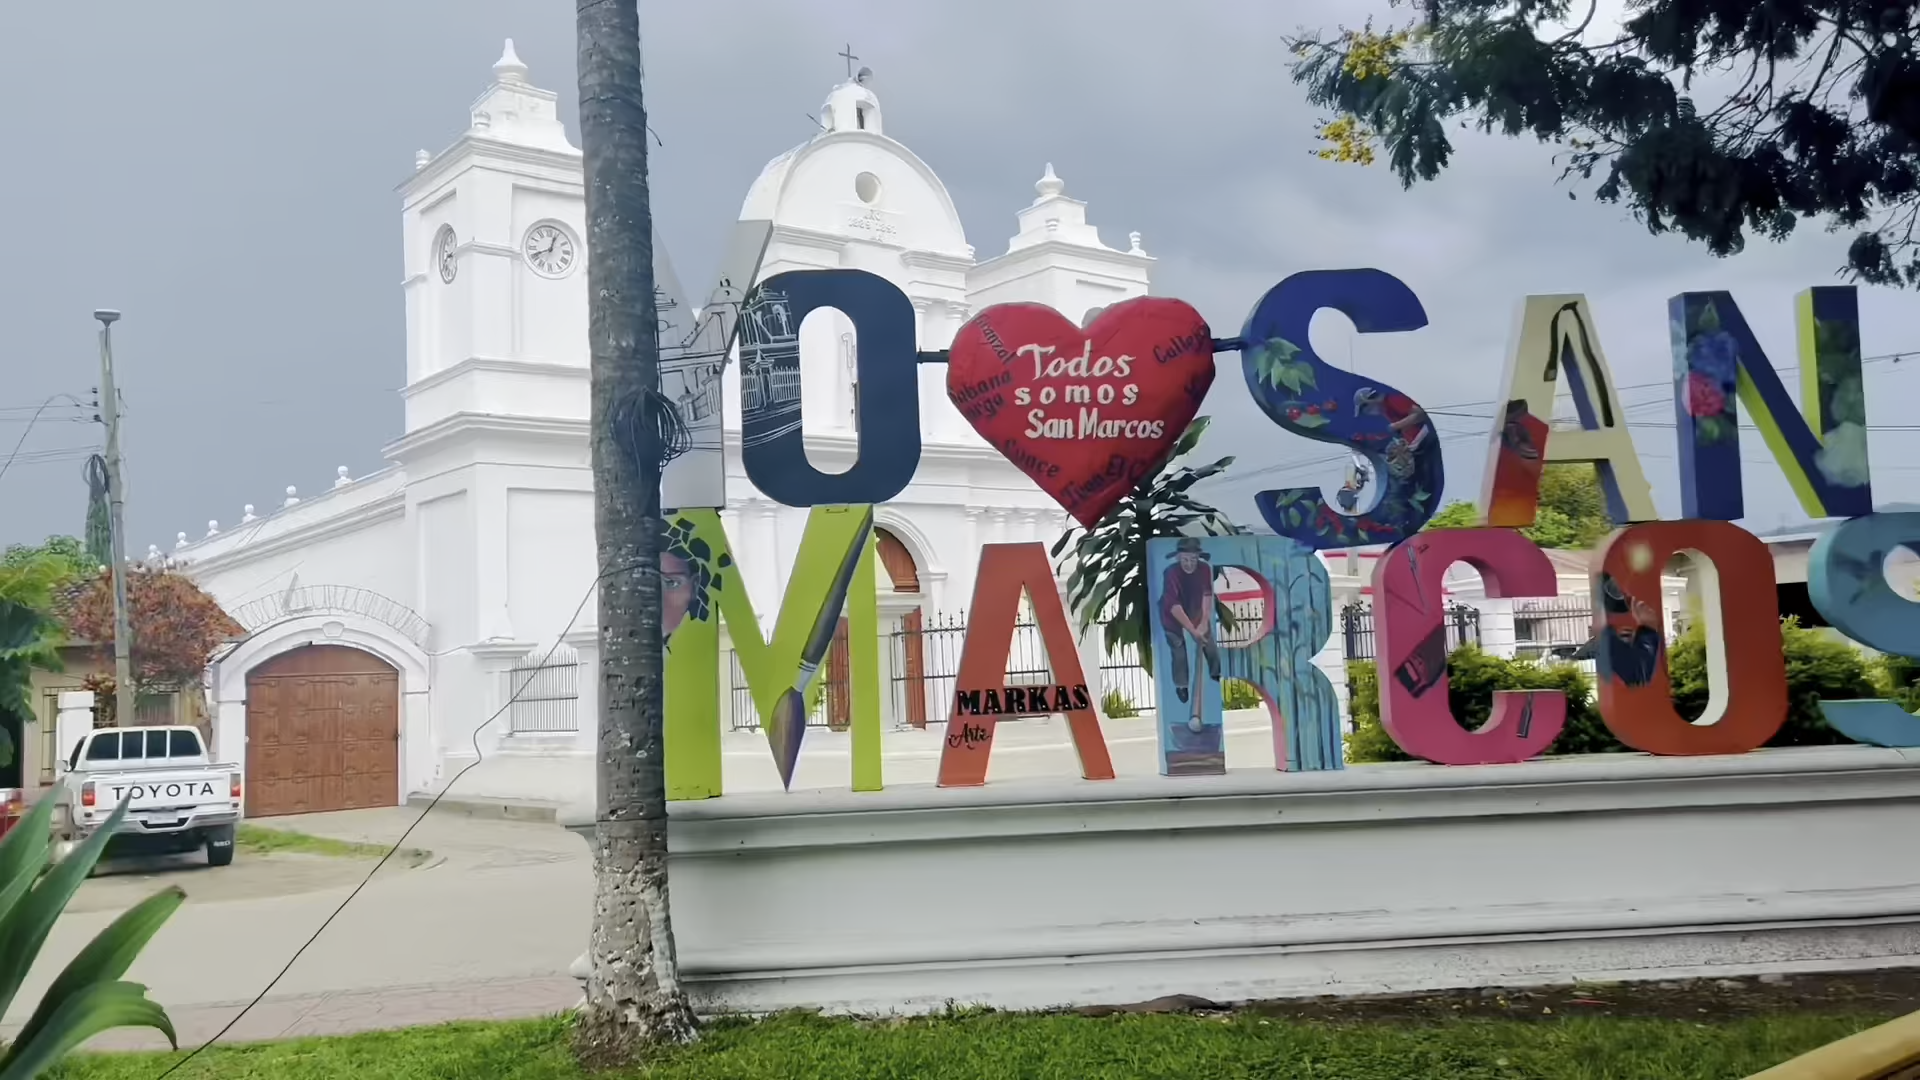 YO SAN
Todos
somos
San Marcos
MARCOS
MARKAS
Arte
TOYOTA